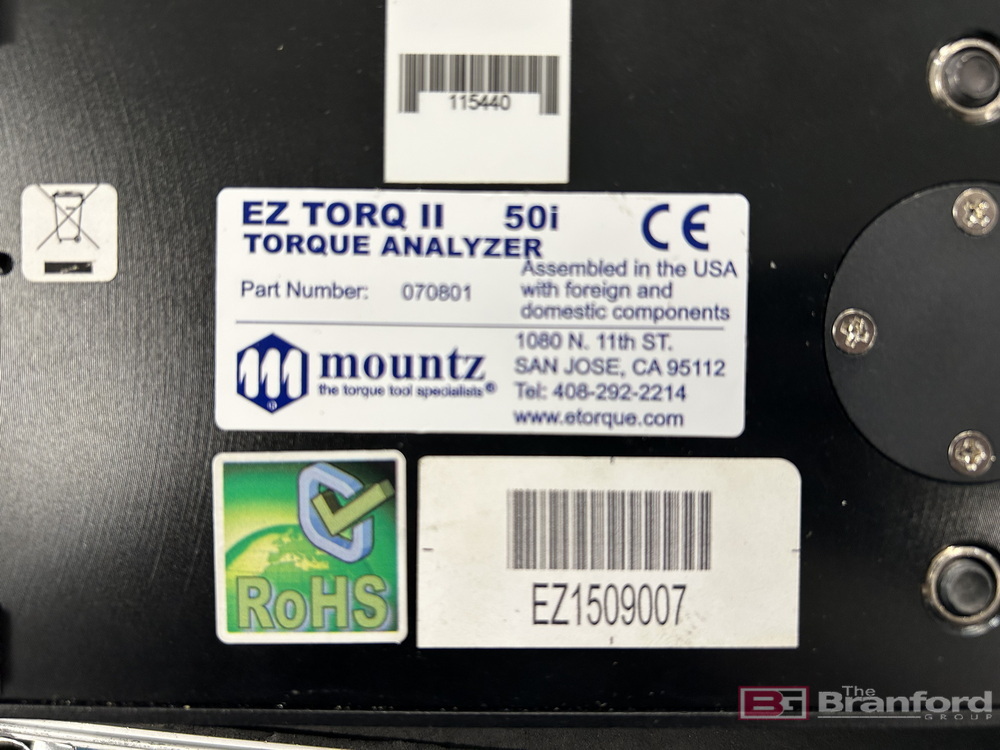 115440
EZ TORQ II 50i
TORQUE ANALYZER
Part Number: 070801
Assembled in the USA
with foreign and
domestic components
mountz
the torque tool specialists®
1080 N. 11th ST.
SAN JOSE, CA 95112
Tel: 408-292-2214
www.etorque.com
CE
RoHS
EZ1509007
BG The
Branford
GROUP